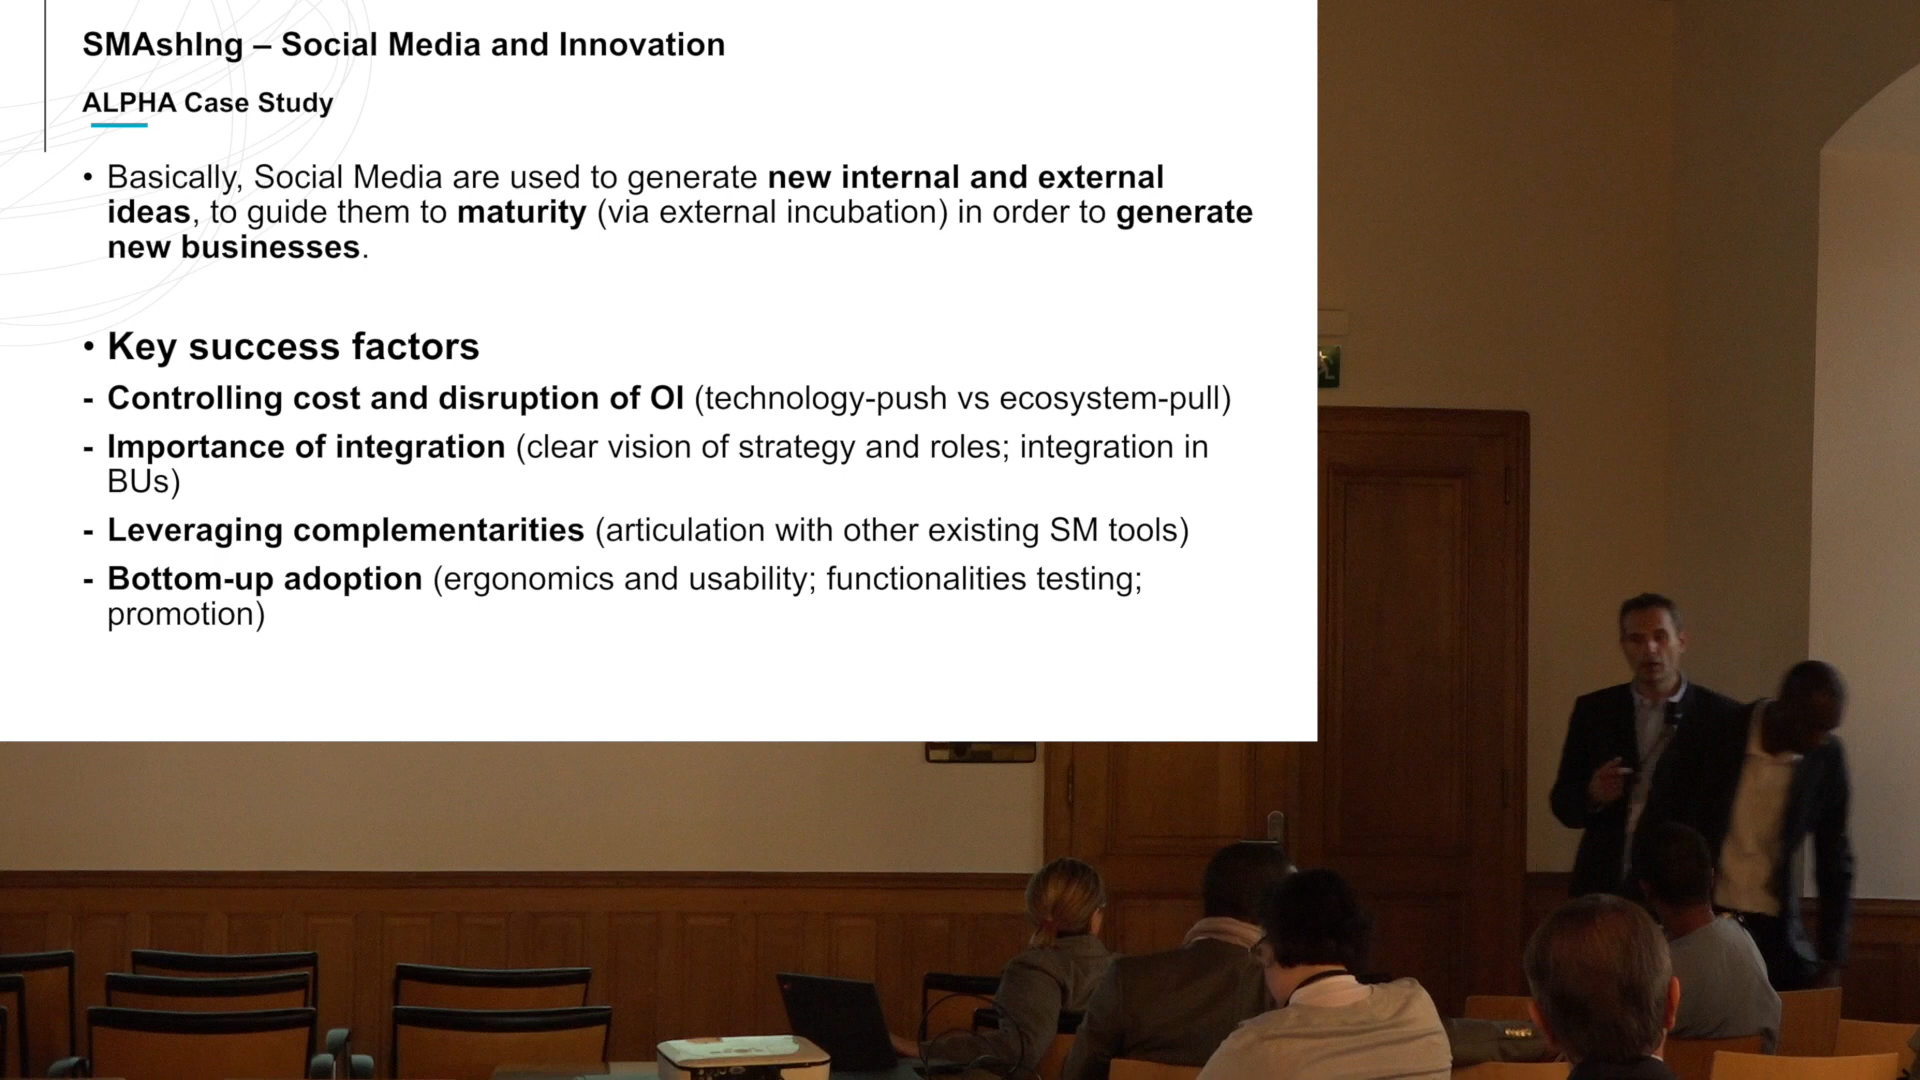 SMAshIng – Social Media and Innovation
ALPHA Case Study
• Basically, Social Media are used to generate new internal and external
ideas, to guide them to maturity (via external incubation) in order to generate
new businesses.
• Key success factors
- Controlling cost and disruption of OI (technology-push vs ecosystem-pull)
- Importance of integration (clear vision of strategy and roles; integration in
BUs)
- Leveraging complementarities (articulation with other existing SM tools)
- Bottom-up adoption (ergonomics and usability; functionalities testing;
promotion)